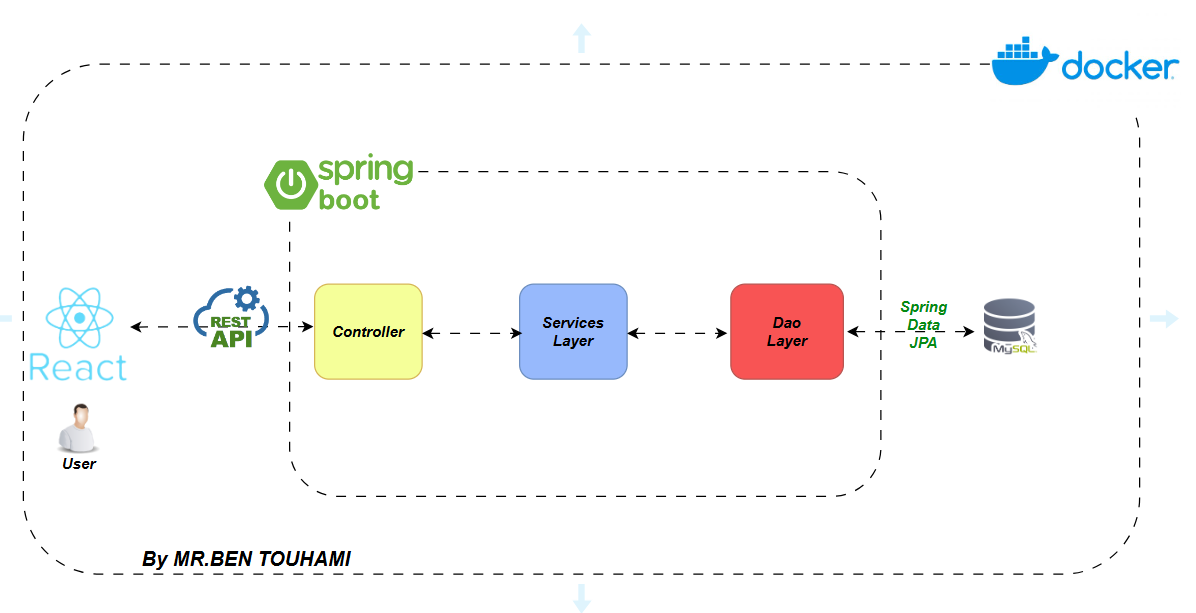 docker
spring
boot
React
REST
API
Controller
Services
Layer
Dao
Layer
Spring
Data
JPA
MySQL
User
By MR.BEN TOUHAMI